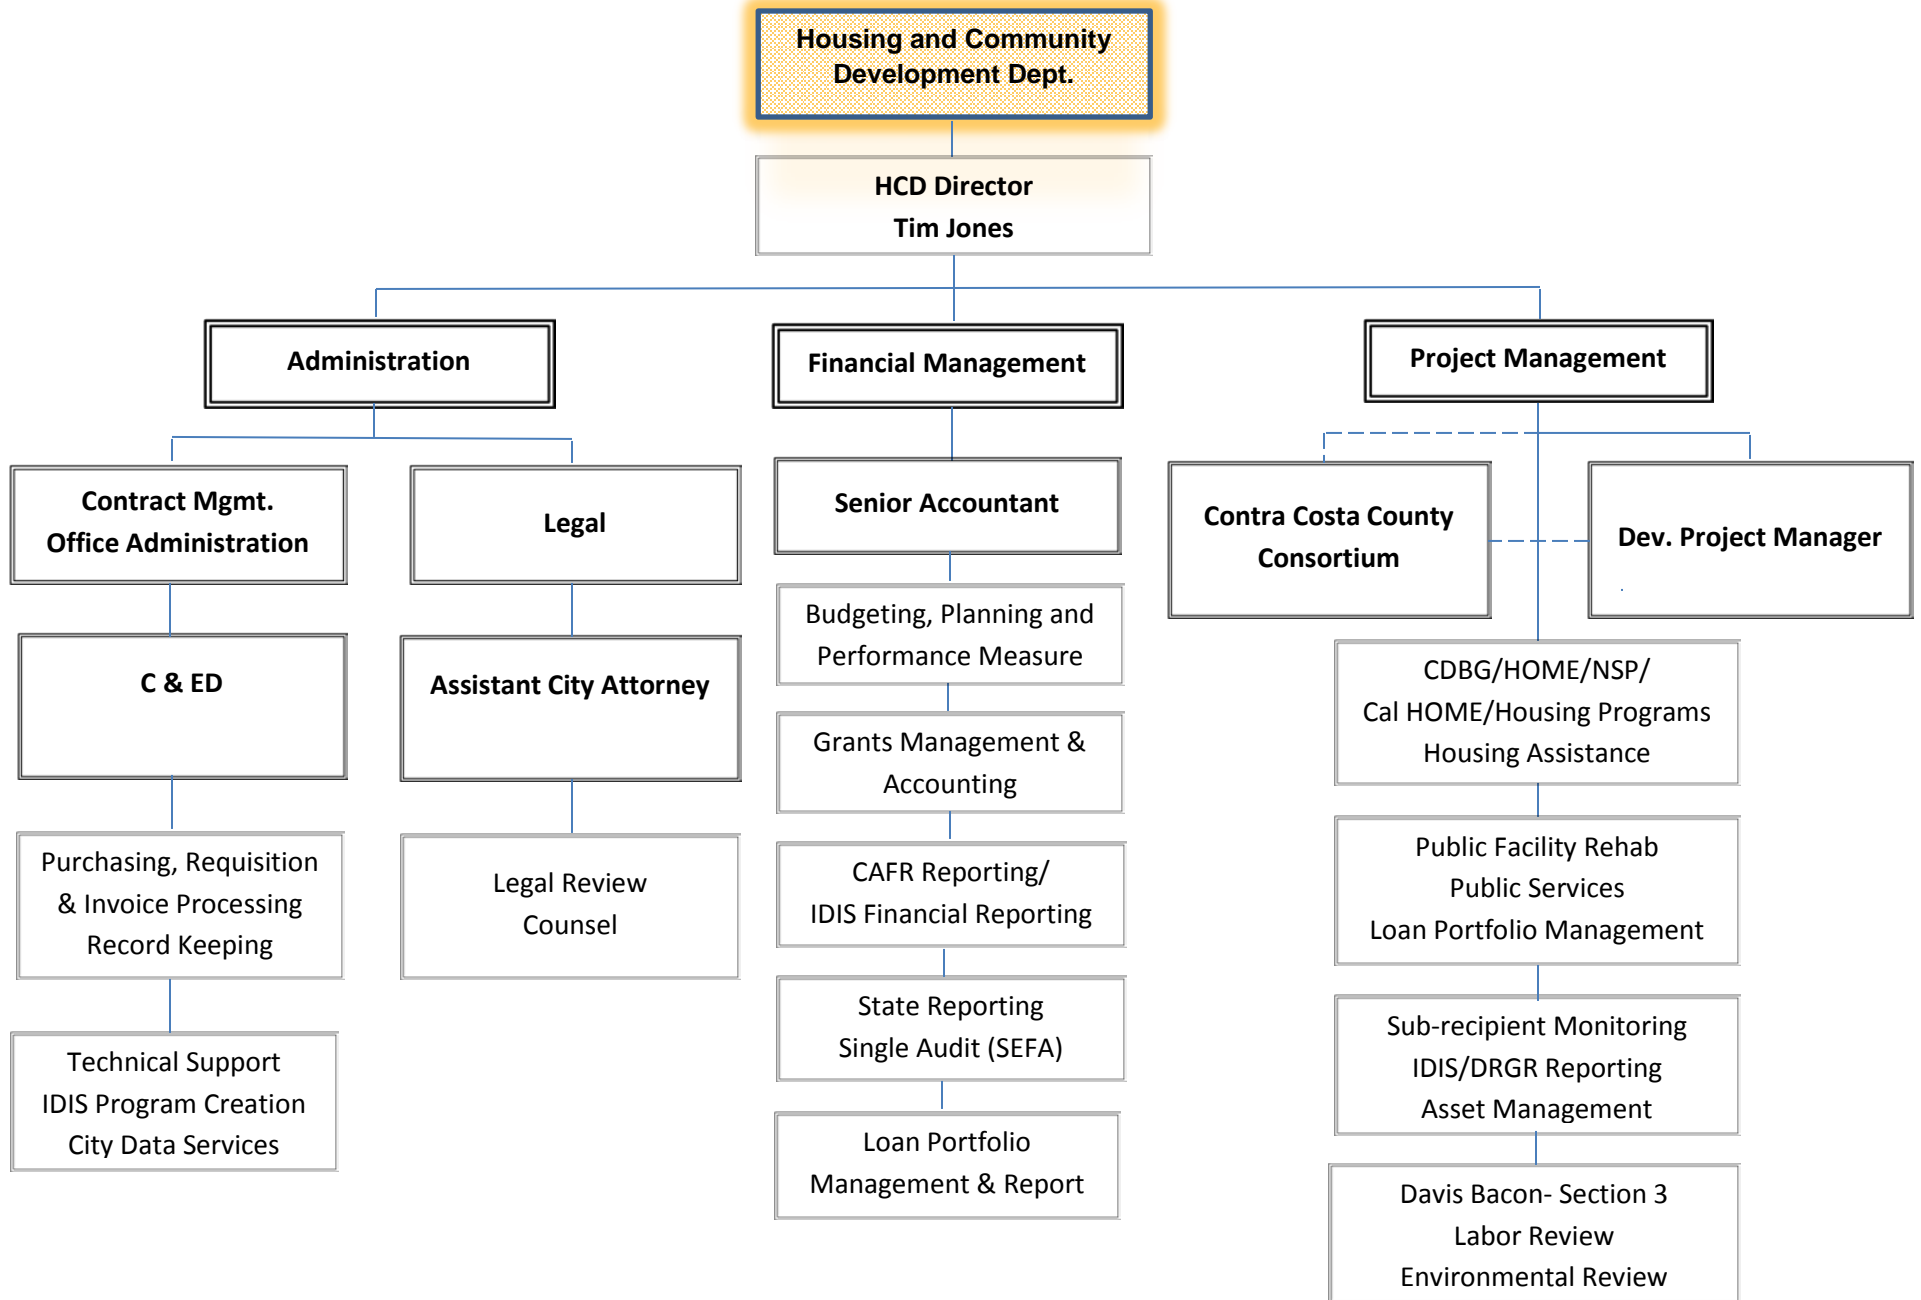 Housing and Community
Development Dept.
HCD Director
Tim Jones
Administration
Financial Management
Project Management
Contract Mgmt.
Office Administration
Legal
Senior Accountant
Contra Costa County
Consortium
Dev. Project Manager
C & ED
Assistant City Attorney
Purchasing, Requisition
& Invoice Processing
Record Keeping
Technical Support
IDIS Program Creation
City Data Services
Legal Review
Counsel
Budgeting, Planning and
Performance Measure
Grants Management &
Accounting
CAFR Reporting/
IDIS Financial Reporting
State Reporting
Single Audit (SEFA)
Loan Portfolio
Management & Report
CDBG/HOME/NSP/
Cal HOME/Housing Programs
Housing Assistance
Public Facility Rehab
Public Services
Loan Portfolio Management
Sub-recipient Monitoring
IDIS/DRGR Reporting
Asset Management
Davis Bacon- Section 3
Labor Review
Environmental Review